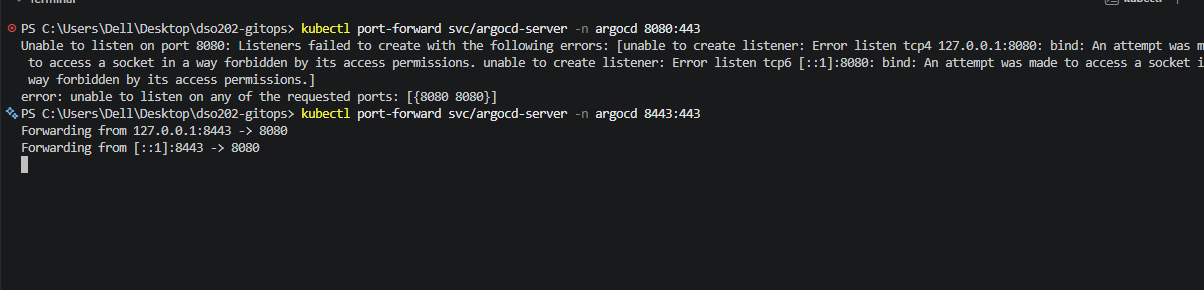 PS C:\Users\Dell\Desktop\dso202-gitops> kubectl port-forward svc/argocd-server -n argocd 8080:443
Unable to listen on port 8080: Listeners failed to create with the following errors: [unable to create listener: Error listen tcp4 127.0.0.1:8080: bind: An attempt was
to access a socket in a way forbidden by its access permissions. unable to create listener: Error listen tcp6 [::1]:8080: bind: An attempt was made to access a socket
way forbidden by its access permissions.]
error: unable to listen on any of the requested ports: [{8080 8080}]
PS C:\Users\Dell\Desktop\dso202-gitops> kubectl port-forward svc/argocd-server -n argocd 8443:443
Forwarding from 127.0.0.1:8443 -> 8080
Forwarding from [::1]:8443 -> 8080